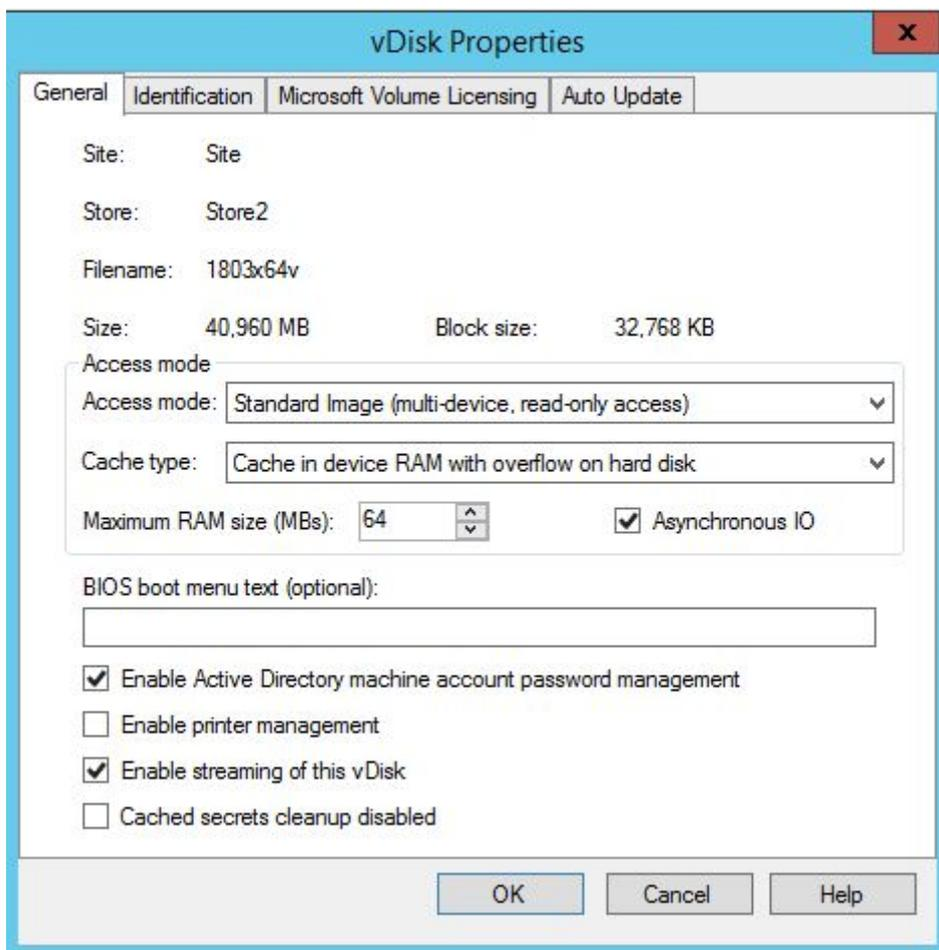 vDisk Properties
x
General Identification Microsoft Volume Licensing Auto Update
Site: Site
Store: Store2
Filename: 1803x64v
Size: 40,960 MB Block size: 32,768 KB
Access mode
Access mode: Standard Image (multi-device, read-only access)
Cache type: Cache in device RAM with overflow on hard disk
Maximum RAM size (MBs): 64 Asynchronous IO
BIOS boot menu text (optional):
Enable Active Directory machine account password management
Enable printer management
Enable streaming of this vDisk
Cached secrets cleanup disabled
OK Cancel Help